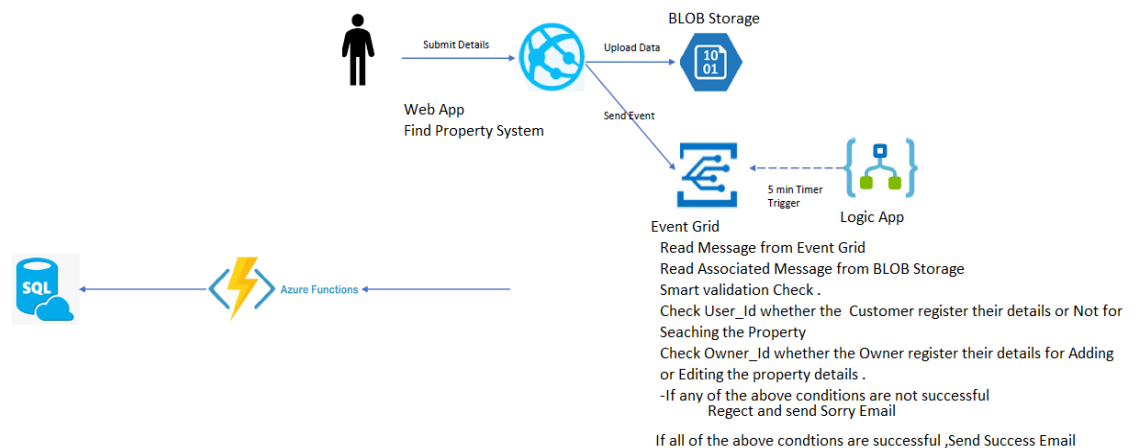 BLOB Storage
Submit Details
Upload Data
10
01
Web App
Find Property System
Send Event
5 min Timer
Trigger
Logic App
Event Grid
Read Message from Event Grid
Read Associated Message from BLOB Storage
Smart validation Check .
Check User_Id whether the Customer register their details or Not for
Seaching the Property
Check Owner_Id whether the Owner register their details for Adding
or Editing the property details .
-If any of the above conditions are not successful
Regect and send Sorry Email
If all of the above condtions are successful ,Send Success Email
SQL
Azure Functions